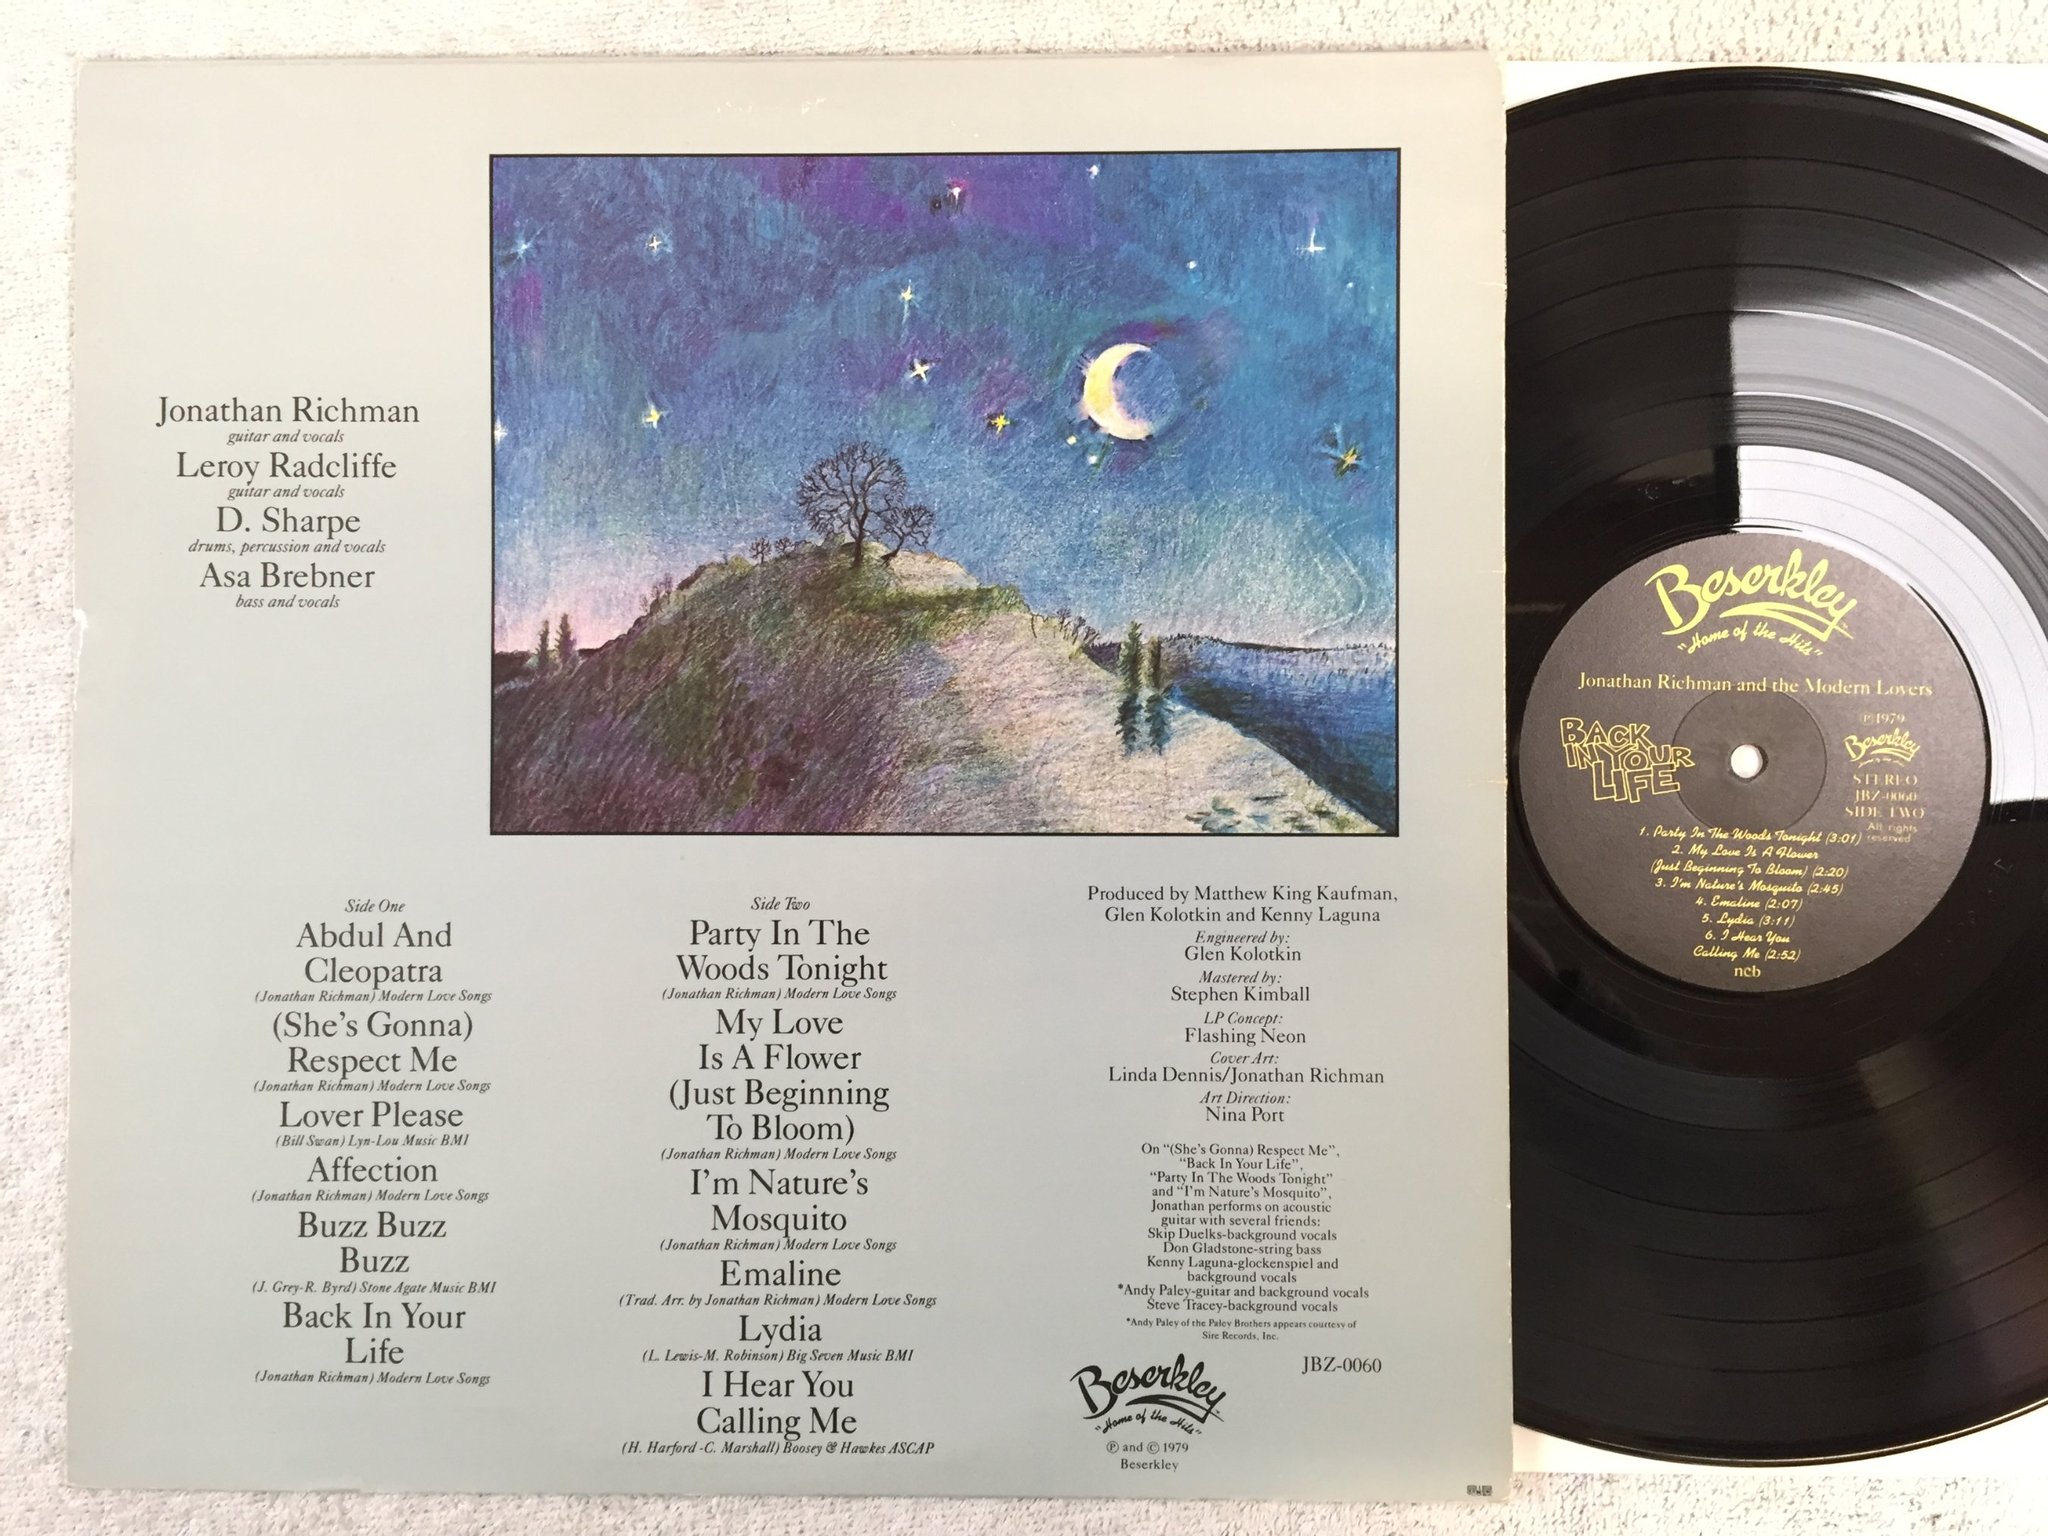 Jonathan Richman
guitar and vocals
Leroy Radcliffe
guitar and vocals
D. Sharpe
drums, percussion and vocals
Asa Brebner
bass and vocals
Side One
Abdul And
Cleopatra
(Jonathan Richman) Modern Love Songs
(She's Gonna)
Respect Me
(Jonathan Richman) Modern Love Songs
Lover Please
(Bill Swan) Lyn-Lou Music BMI
Affection
(Jonathan Richman) Modern Love Songs
Buzz Buzz
Buzz
(J. Grey-R. Byrd) Stone Agate Music BMI
Back In Your
Life
(Jonathan Richman) Modern Love Songs
Side Two
Party In The
Woods Tonight
(Jonathan Richman) Modern Love Songs
My Love
Is A Flower
(Just Beginning
To Bloom)
(Jonathan Richman) Modern Love Songs
I'm Nature's
Mosquito
(Jonathan Richman) Modern Love Songs
Emaline
(Trad. Arr. by Jonathan Richman) Modern Love Songs
Lydia
(L. Lewis-M. Robinson) Big Seven Music BMI
I Hear You
Calling Me
(H. Harford-C. Marshall) Boosey & Hawkes ASCAP
Produced by Matthew King Kaufman,
Glen Kolotkin and Kenny Laguna
Engineered by:
Glen Kolotkin
Mastered by:
Stephen Kimball
LP Concept:
Flashing Neon
Cover Art:
Linda Dennis/Jonathan Richman
Art Direction:
Nina Port
On "(She's Gonna) Respect Me",
"Back In Your Life",
"Party In The Woods Tonight"
and "I'm Nature's Mosquito",
Jonathan performs on acoustic
guitar with several friends:
Skip Duelks-background vocals
Don Gladstone-string bass
Kenny Laguna-glockenspiel and
background vocals
*Andy Paley-guitar and background vocals
Steve Tracey-background vocals
*Andy Paley of the Paley Brothers appears courtesy of
Sire Records, Inc.
JBZ-0060
Beserkley
"Home of the Hits"
℗ and © 1979
Beserkley
Beserkley
"Home of the Hits"
Jonathan Richman and the Modern Lovers
BACK
IN YOUR
LIFE
℗1979
Beserkley
STEREO
JBZ-0060
SIDE TWO
All rights
reserved
1. Party In The Woods Tonight (3:01)
2. My Love Is A Flower
(Just Beginning To Bloom) (2:20)
3. I'm Nature's Mosquito (2:45)
4. Emaline (2:07)
5. Lydia (3:11)
6. I Hear You
Calling Me (2:52)
ncb